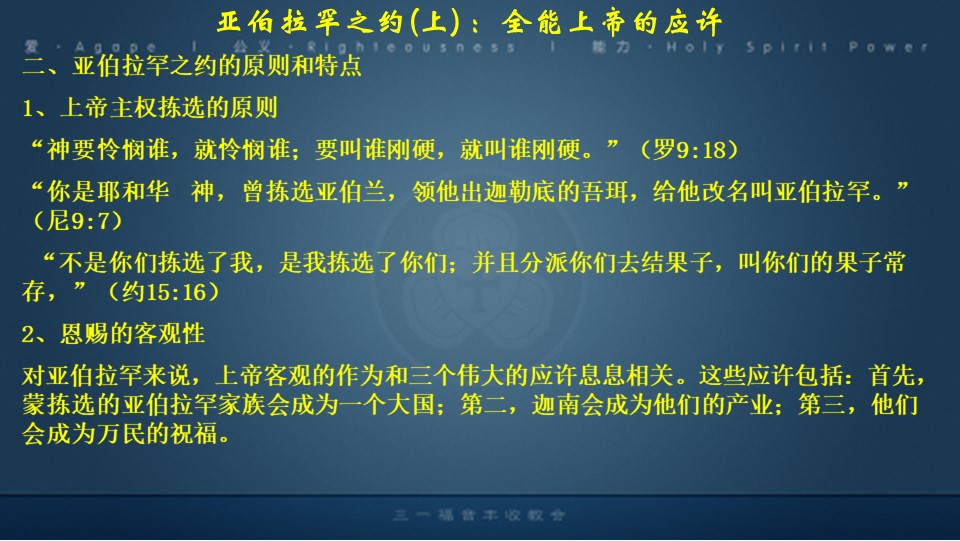 亚伯拉罕之约(上)：全能上帝的应许
爱·Agape | 公义·Righteousness | 能力·Holy Spirit Power
二、亚伯拉罕之约的原则和特点
1、上帝主权拣选的原则
“神要怜悯谁，就怜悯谁；要叫谁刚硬，就叫谁刚硬。”（罗9:18）
“你是耶和华 神，曾拣选亚伯兰，领他出迦勒底的吾珥，给他改名叫亚伯拉罕。”
（尼9:7）
“不是你们拣选了我，是我拣选了你们；并且分派你们去结果子，叫你们的果子常
存，”（约15:16）
2、恩赐的客观性
对亚伯拉罕来说，上帝客观的作为和三个伟大的应许息息相关。这些应许包括：首先，
蒙拣选的亚伯拉罕家族会成为一个大国；第二，迦南会成为他们的产业；第三，他们
会成为万民的祝福。
三一福音丰收教会